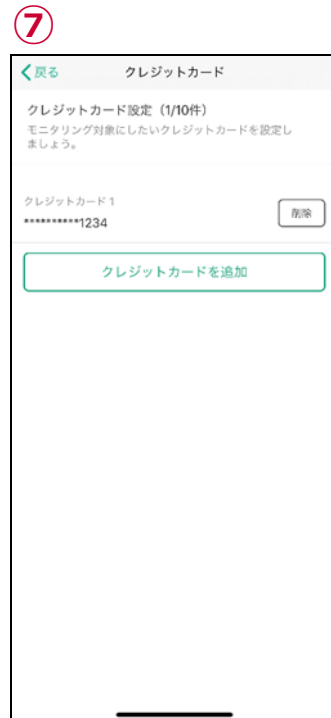 ⑦
戻る クレジットカード
クレジットカード設定（1/10件）
モニタリング対象にしたいクレジットカードを設定し
ましょう。
クレジットカード 1
**********1234
削除
クレジットカードを追加